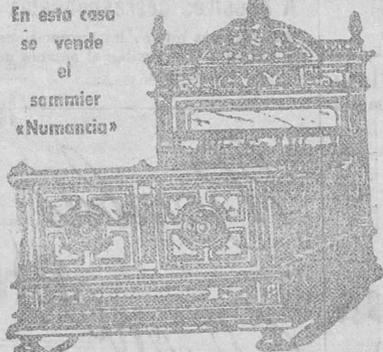 En esta casa
se vende
el
sommier
«Numancia»